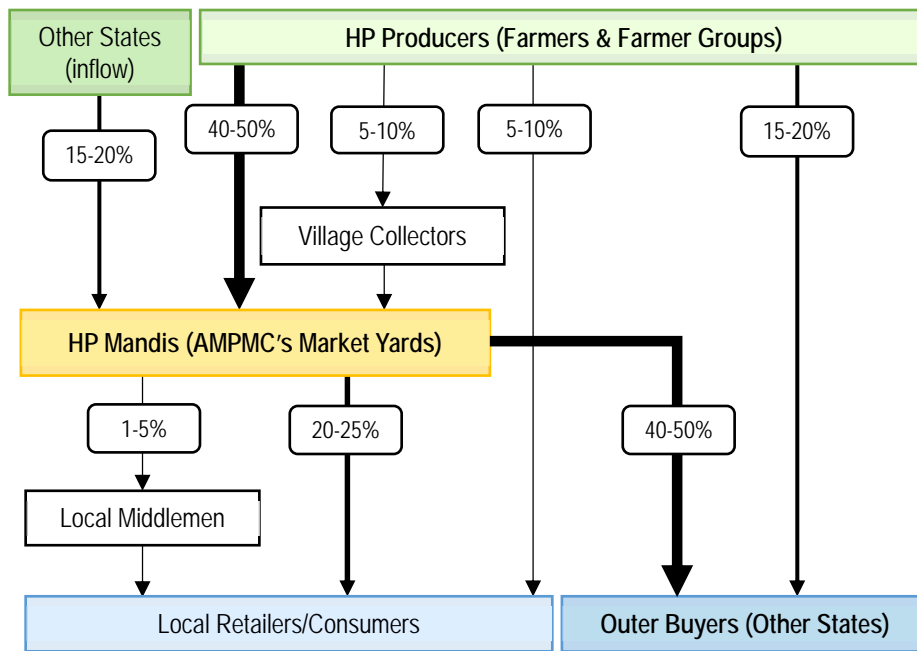 Other States
(inflow)
HP Producers (Farmers & Farmer Groups)
15-20%
40-50%
5-10%
5-10%
15-20%
Village Collectors
HP Mandis (AMPMC's Market Yards)
1-5%
20-25%
40-50%
Local Middlemen
Local Retailers/Consumers
Outer Buyers (Other States)